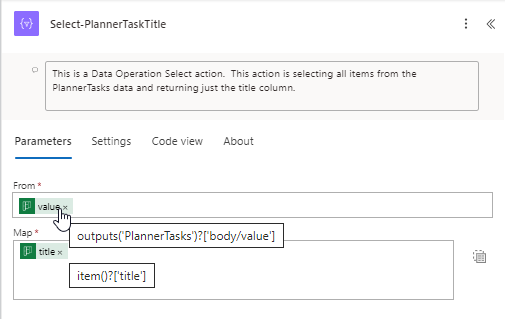 Select-PlannerTaskTitle
This is a Data Operation Select action.  This action is selecting all items from the
PlannerTasks data and returning just the title column.
Parameters Settings Code view About
From *
value ×
outputs('PlannerTasks')?['body/value']
Map *
title ×
item()?['title']